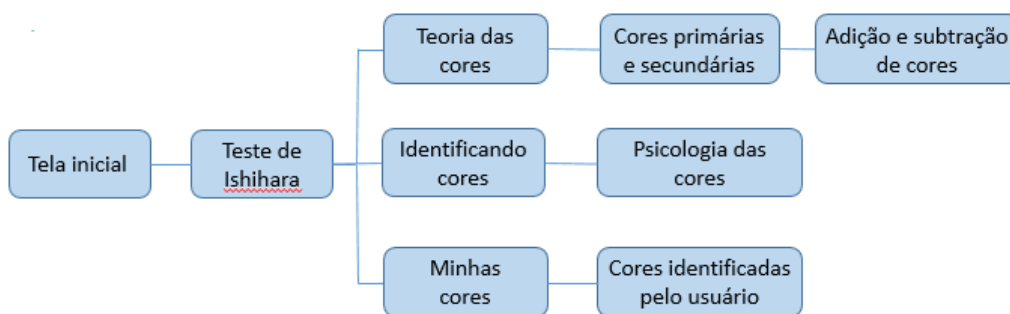 Teoria das
cores
Cores primárias
e secundárias
Adição e subtração
de cores
Tela inicial
Teste de
Ishihara
Identificando
cores
Psicologia das
cores
Minhas
cores
Cores identificadas
pelo usuário